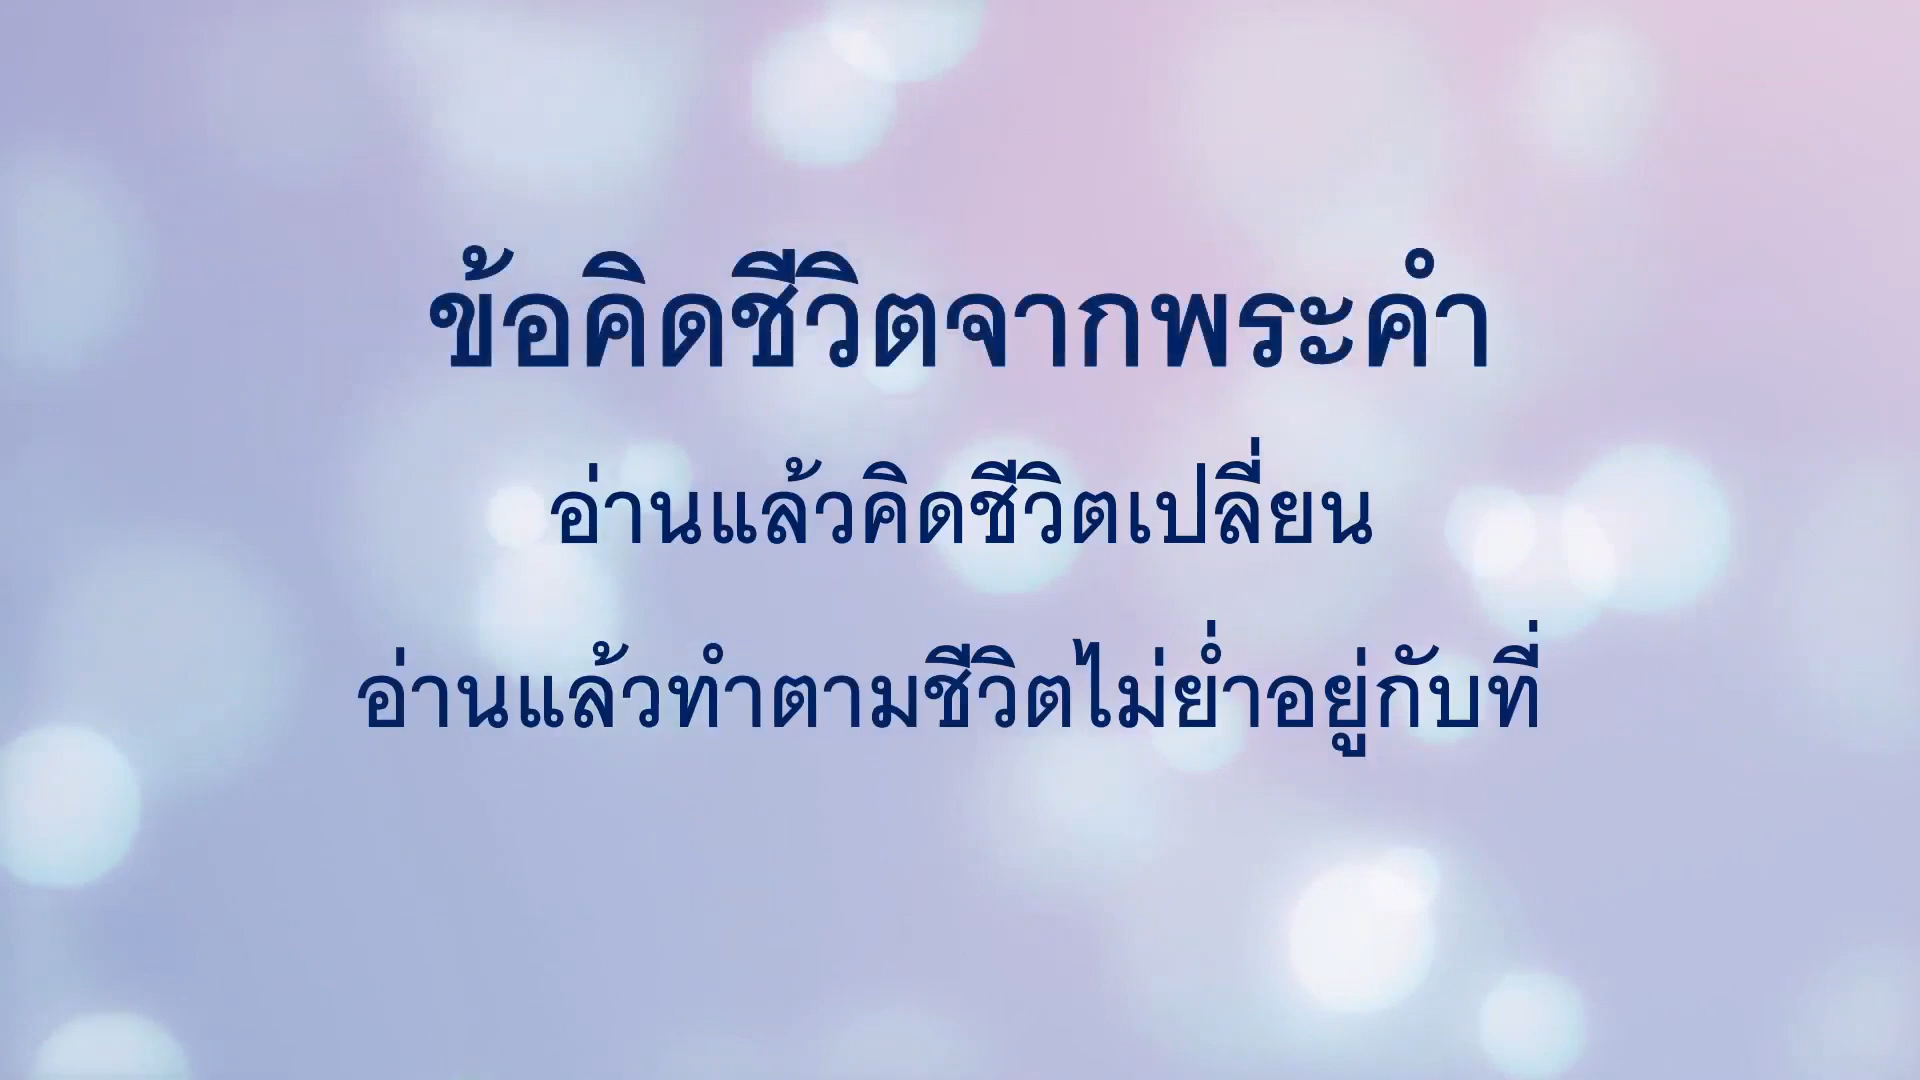 ข้อคิดชีวิตจากพระคำ
อ่านแล้วคิดชีวิตเปลี่ยน
อ่านแล้วทำตามชีวิตไม่ย่ำอยู่กับที่